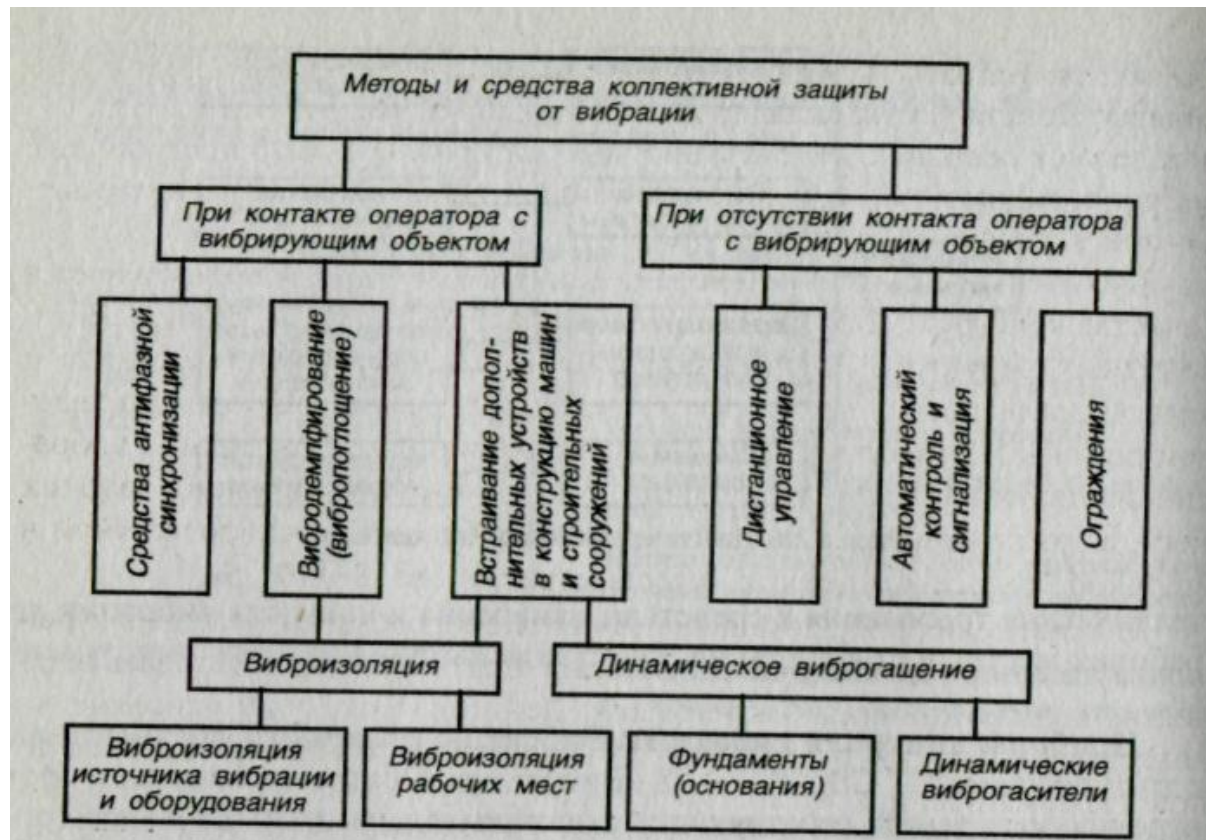 Методы и средства коллективной защиты
от вибрации
При контакте оператора с
вибрирующим объектом
При отсутствии контакта оператора
с вибрирующим объектом
Средства антифазной
синхронизации
Вибродемпфирование
(вибропоглощение)
Встраивание допол-
нительных устройств
в конструкцию машин
и строительных
сооружений
Дистанционное
управление
Автоматический
контроль и
сигнализация
Ограждения
Виброизоляция
Динамическое виброгашение
Виброизоляция
источника вибрации
и оборудования
Виброизоляция
рабочих мест
Фундаменты
(основания)
Динамические
виброгасители